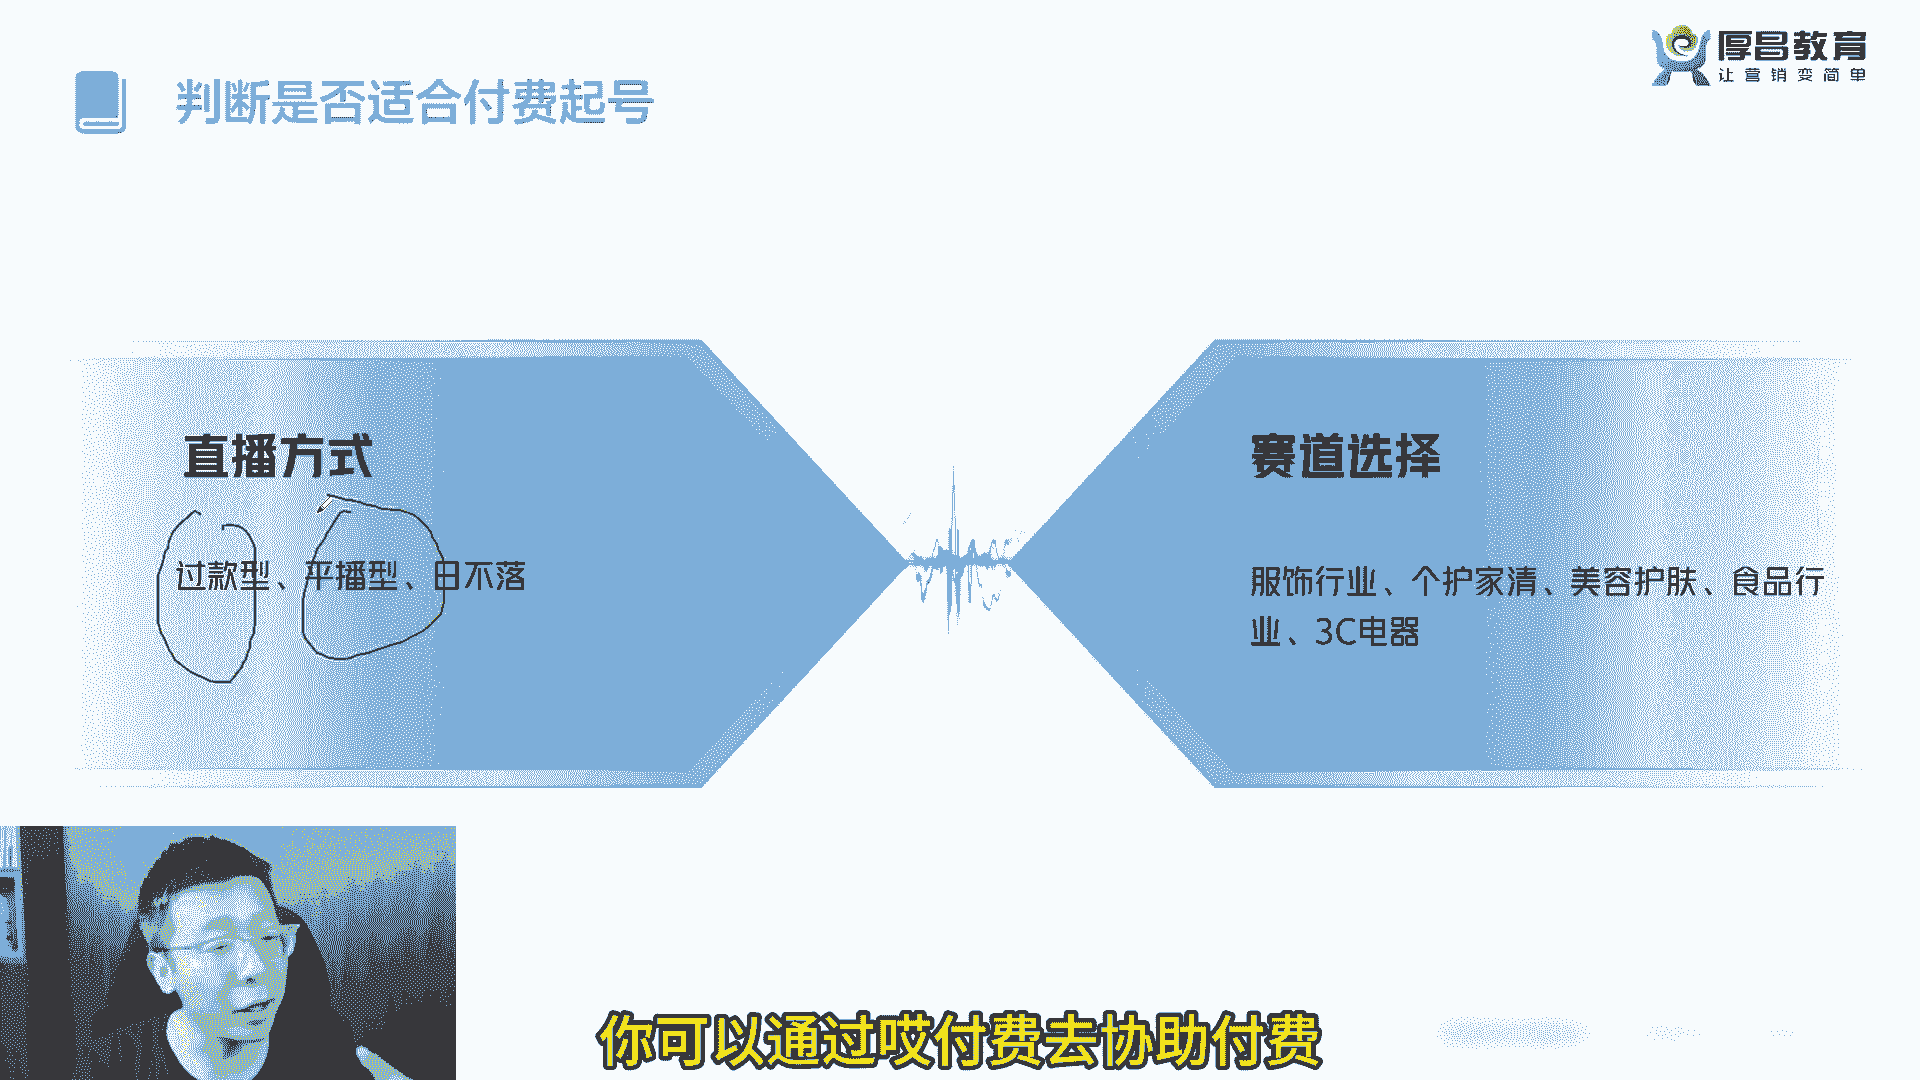 厚昌教育
让营销变简单
判断是否适合付费起号
直播方式
过款型、平播型、日不落
赛道选择
服饰行业、个护家清、美容护肤、食品行
业、3C电器
你可以通过哎付费去协助付费